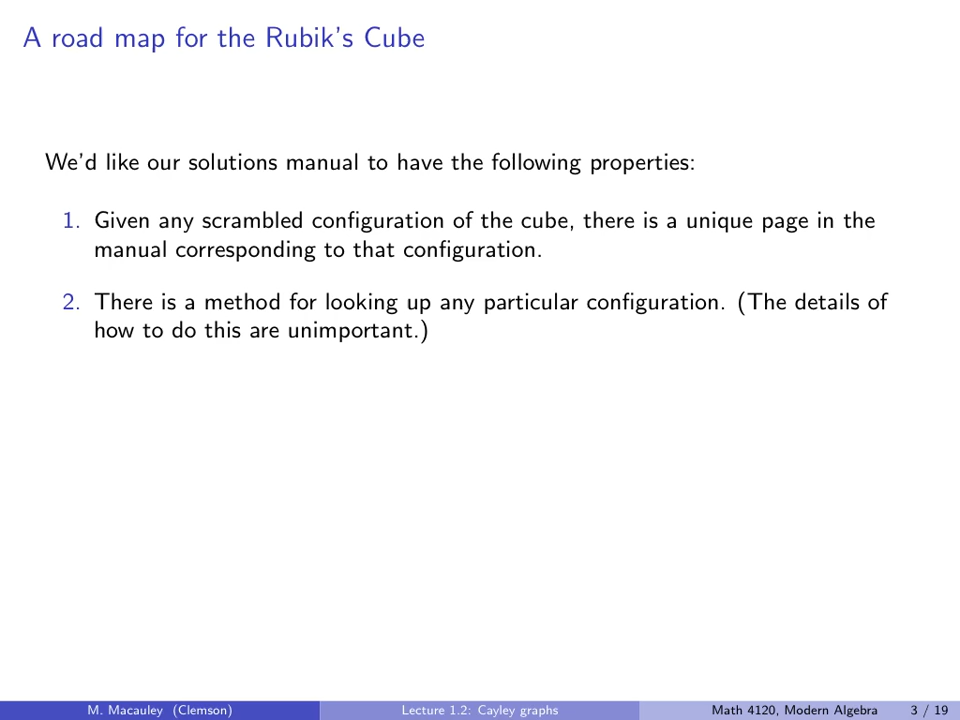 A road map for the Rubik's Cube
We'd like our solutions manual to have the following properties:
1. Given any scrambled configuration of the cube, there is a unique page in the
manual corresponding to that configuration.
2. There is a method for looking up any particular configuration. (The details of
how to do this are unimportant.)
M. Macauley (Clemson) Lecture 1.2: Cayley graphs Math 4120, Modern Algebra 3 / 19